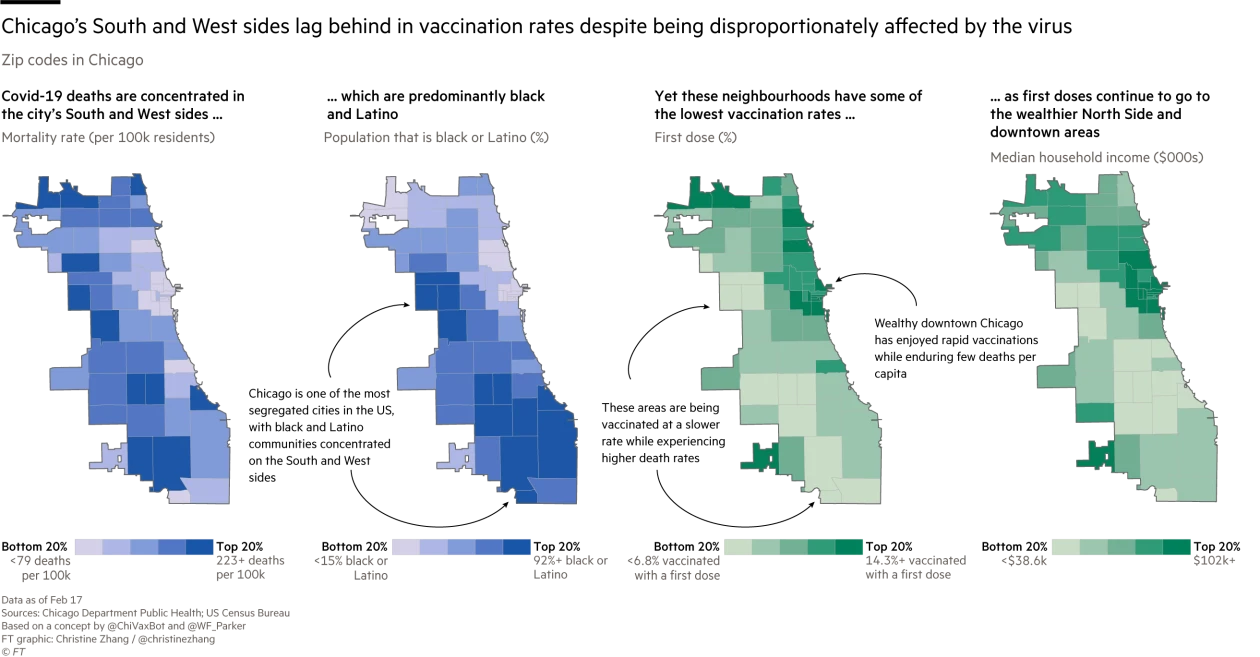 Chicago's South and West sides lag behind in vaccination rates despite being disproportionately affected by the virus
Zip codes in Chicago
Covid-19 deaths are concentrated in
the city's South and West sides ...
Mortality rate (per 100k residents)
... which are predominantly black
and Latino
Population that is black or Latino (%)
Yet these neighbourhoods have some of
the lowest vaccination rates ...
First dose (%)
... as first doses continue to go to
the wealthier North Side and
downtown areas
Median household income ($000s)
Chicago is one of the most
segregated cities in the US,
with black and Latino
communities concentrated
on the South and West
sides
These areas are being
vaccinated at a slower
rate while experiencing
higher death rates
Wealthy downtown Chicago
has enjoyed rapid vaccinations
while enduring few deaths per
capita
Bottom 20%
<79 deaths
per 100k
Top 20%
223+ deaths
per 100k
Bottom 20%
<15% black or
Latino
Top 20%
92%+ black or
Latino
Bottom 20%
<6.8% vaccinated
with a first dose
Top 20%
14.3%+ vaccinated
with a first dose
Bottom 20%
<$38.6k
Top 20%
$102k+
Data as of Feb 17
Sources: Chicago Department Public Health; US Census Bureau
Based on a concept by @ChiVaxBot and @WF_Parker
FT graphic: Christine Zhang / @christinezhang
© FT